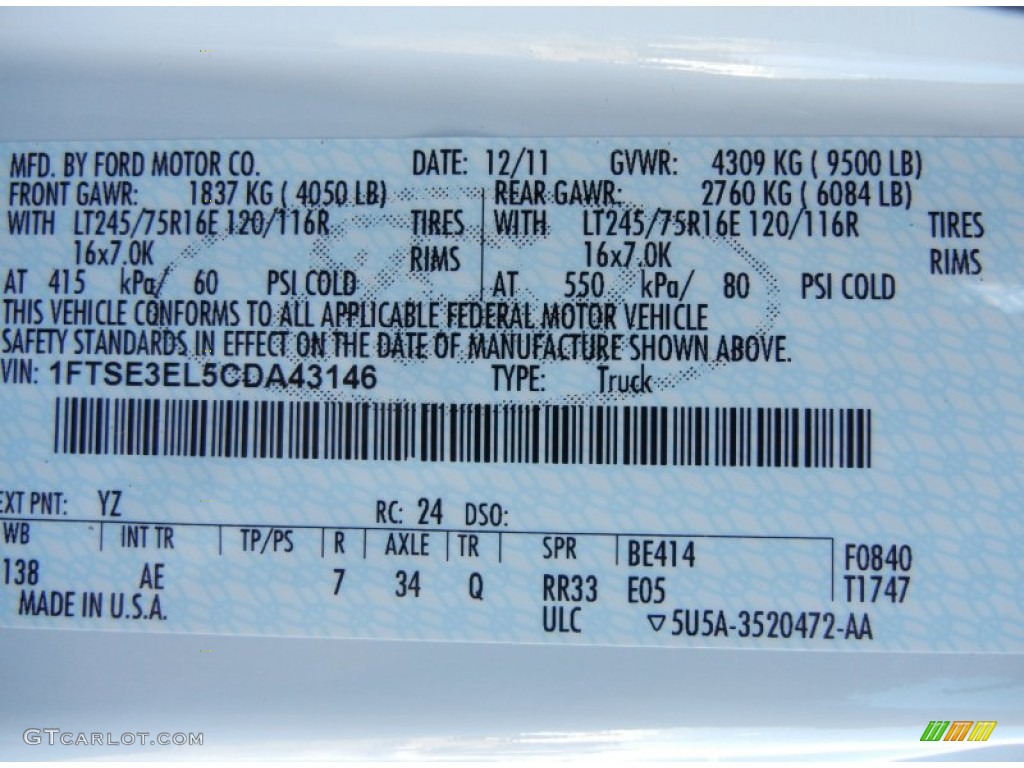 MFD. BY FORD MOTOR CO. DATE: 12/11 GVWR: 4309 KG ( 9500 LB)
FRONT GAWR: 1837 KG ( 4050 LB) REAR GAWR: 2760 KG ( 6084 LB)
WITH LT245/75R16E 120/116R TIRES WITH LT245/75R16E 120/116R TIRES
16x7.0K RIMS 16x7.0K RIMS
AT 415 kPa/ 60 PSI COLD AT 550 kPa/ 80 PSI COLD
THIS VEHICLE CONFORMS TO ALL APPLICABLE FEDERAL MOTOR VEHICLE
SAFETY STANDARDS IN EFFECT ON THE DATE OF MANUFACTURE SHOWN ABOVE.
VIN: 1FTSE3EL5CDA43146 TYPE: Truck
EXT PNT: YZ RC: 24 DSO:
WB INT TR TP/PS R AXLE TR SPR BE414 F0840
138 AE 7 34 Q RR33 E05 T1747
MADE IN U.S.A. ULC ▽5U5A-3520472-AA
GTCARLOT.COM